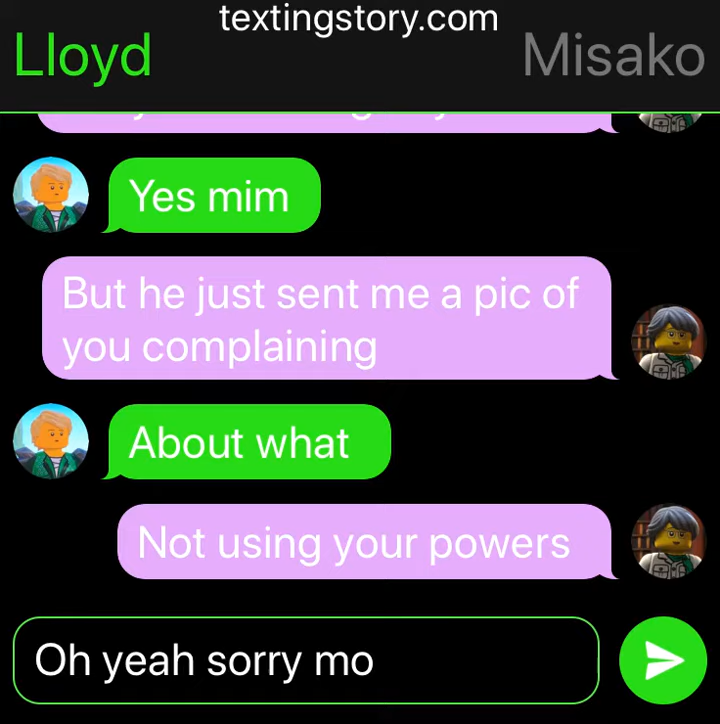 textingstory.com
Lloyd
Misako
Yes mim
But he just sent me a pic of
you complaining
About what
Not using your powers
Oh yeah sorry mo